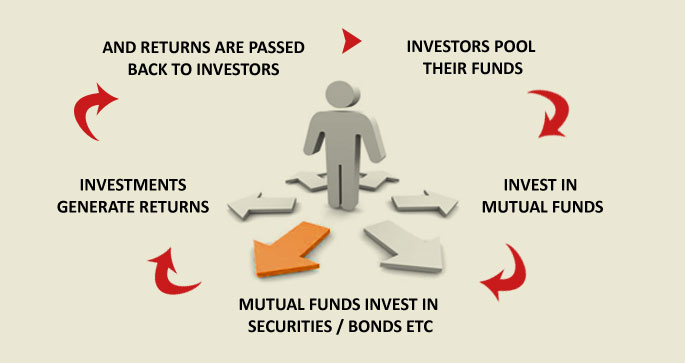 AND RETURNS ARE PASSED
BACK TO INVESTORS
INVESTORS POOL
THEIR FUNDS
INVEST IN
MUTUAL FUNDS
MUTUAL FUNDS INVEST IN
SECURITIES / BONDS ETC
INVESTMENTS
GENERATE RETURNS